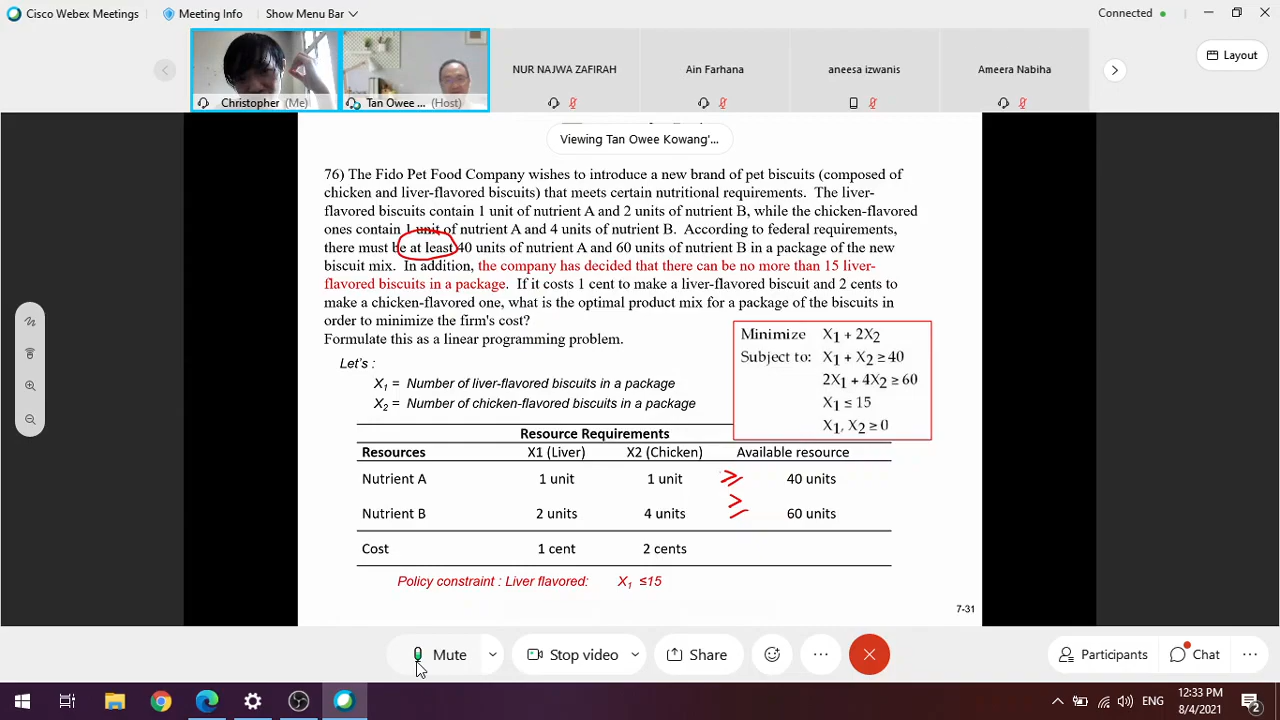 Cisco Webex Meetings
Meeting Info
Show Menu Bar
Connected
Layout
Christopher (Me)
Tan Owee ... (Host)
NUR NAJWA ZAFIRAH
Ain Farhana
aneesa izwanis
Ameera Nabiha
Viewing Tan Owee Kowang'...
76) The Fido Pet Food Company wishes to introduce a new brand of pet biscuits (composed of
chicken and liver-flavored biscuits) that meets certain nutritional requirements. The liver-
flavored biscuits contain 1 unit of nutrient A and 2 units of nutrient B, while the chicken-flavored
ones contain 1 unit of nutrient A and 4 units of nutrient B. According to federal requirements,
there must be at least 40 units of nutrient A and 60 units of nutrient B in a package of the new
biscuit mix. In addition, the company has decided that there can be no more than 15 liver-
flavored biscuits in a package. If it costs 1 cent to make a liver-flavored biscuit and 2 cents to
make a chicken-flavored one, what is the optimal product mix for a package of the biscuits in
order to minimize the firm's cost?
Formulate this as a linear programming problem.
Minimize X1 + 2X2
Subject to: X1 + X2 ≥ 40
2X1 + 4X2 ≥ 60
X1 ≤ 15
X1, X2 ≥ 0
Let's :
X1 = Number of liver-flavored biscuits in a package
X2 = Number of chicken-flavored biscuits in a package
Resource Requirements
Resources X1 (Liver) X2 (Chicken) Available resource
Nutrient A 1 unit 1 unit ≥ 40 units
Nutrient B 2 units 4 units ≥ 60 units
Cost 1 cent 2 cents
Policy constraint : Liver flavored: X1 ≤15
7-31
Mute
Stop video
Share
Participants
Chat
ENG
12:33 PM
8/4/2021
2